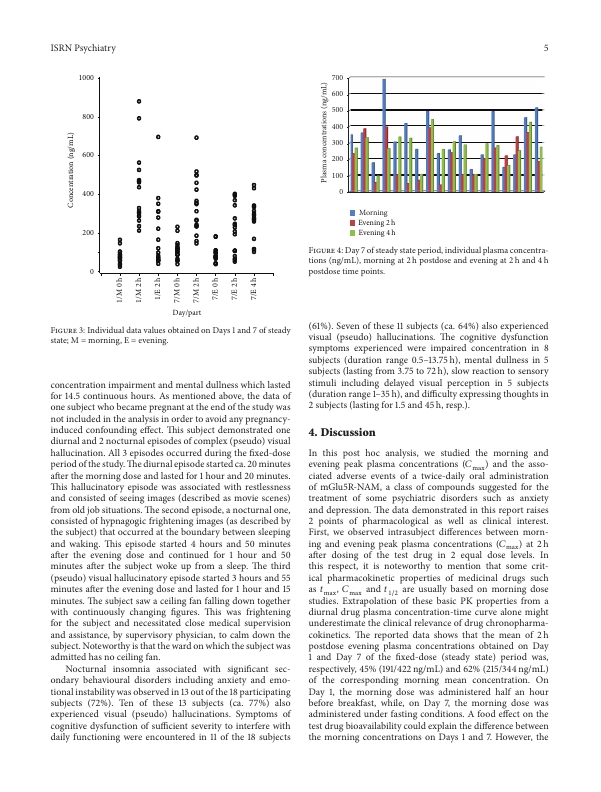 ISRN Psychiatry
5
1000
800
600
400
200
0
Concentration (ng/mL)
1/M 0 h
1/M 2 h
1/E 2 h
7/M 0 h
7/M 2 h
7/E 0 h
7/E 2 h
7/E 4 h
Day/part
Figure 3: Individual data values obtained on Days 1 and 7 of steady
state; M = morning, E = evening.
concentration impairment and mental dullness which lasted
for 14.5 continuous hours. As mentioned above, the data of
one subject who became pregnant at the end of the study was
not included in the analysis in order to avoid any pregnancy-
induced confounding effect. This subject demonstrated one
diurnal and 2 nocturnal episodes of complex (pseudo) visual
hallucination. All 3 episodes occurred during the fixed-dose
period of the study. The diurnal episode started ca. 20 minutes
after the morning dose and lasted for 1 hour and 20 minutes.
This hallucinatory episode was associated with restlessness
and consisted of seeing images (described as movie scenes)
from old job situations. The second episode, a nocturnal one,
consisted of hypnagogic frightening images (as described by
the subject) that occurred at the boundary between sleeping
and waking. This episode started 4 hours and 50 minutes
after the evening dose and continued for 1 hour and 50
minutes after the subject woke up from a sleep. The third
(pseudo) visual hallucinatory episode started 3 hours and 55
minutes after the evening dose and lasted for 1 hour and 15
minutes. The subject saw a ceiling fan falling down together
with continuously changing figures. This was frightening
for the subject and necessitated close medical supervision
and assistance, by supervisory physician, to calm down the
subject. Noteworthy is that the ward on which the subject was
admitted has no ceiling fan.
Nocturnal insomnia associated with significant sec-
ondary behavioural disorders including anxiety and emo-
tional instability was observed in 13 out of the 18 participating
subjects (72%). Ten of these 13 subjects (ca. 77%) also
experienced visual (pseudo) hallucinations. Symptoms of
cognitive dysfunction of sufficient severity to interfere with
daily functioning were encountered in 11 of the 18 subjects
700
600
500
400
300
200
100
0
Plasma concentrations (ng/mL)
Morning
Evening 2 h
Evening 4 h
Figure 4: Day 7 of steady state period, individual plasma concentra-
tions (ng/mL), morning at 2 h postdose and evening at 2 h and 4 h
postdose time points.
(61%). Seven of these 11 subjects (ca. 64%) also experienced
visual (pseudo) hallucinations. The cognitive dysfunction
symptoms experienced were impaired concentration in 8
subjects (duration range 0.5–13.75 h), mental dullness in 5
subjects (lasting from 3.75 to 72 h), slow reaction to sensory
stimuli including delayed visual perception in 5 subjects
(duration range 1–35 h), and difficulty expressing thoughts in
2 subjects (lasting for 1.5 and 45 h, resp.).
4. Discussion
In this post hoc analysis, we studied the morning and
evening peak plasma concentrations (Cmax) and the asso-
ciated adverse events of a twice-daily oral administration
of mGlu5R-NAM, a class of compounds suggested for the
treatment of some psychiatric disorders such as anxiety
and depression. The data demonstrated in this report raises
2 points of pharmacological as well as clinical interest.
First, we observed intrasubject differences between morn-
ing and evening peak plasma concentrations (Cmax) at 2 h
after dosing of the test drug in 2 equal dose levels. In
this respect, it is noteworthy to mention that some crit-
ical pharmacokinetic properties of medicinal drugs such
as tmax, Cmax and t1/2 are usually based on morning dose
studies. Extrapolation of these basic PK properties from a
diurnal drug plasma concentration-time curve alone might
underestimate the clinical relevance of drug chronopharma-
cokinetics. The reported data shows that the mean of 2 h
postdose evening plasma concentrations obtained on Day
1 and Day 7 of the fixed-dose (steady state) period was,
respectively, 45% (191/422 ng/mL) and 62% (215/344 ng/mL)
of the corresponding morning mean concentration. On
Day 1, the morning dose was administered half an hour
before breakfast, while, on Day 7, the morning dose was
administered under fasting conditions. A food effect on the
test drug bioavailability could explain the difference between
the morning concentrations on Days 1 and 7. However, the